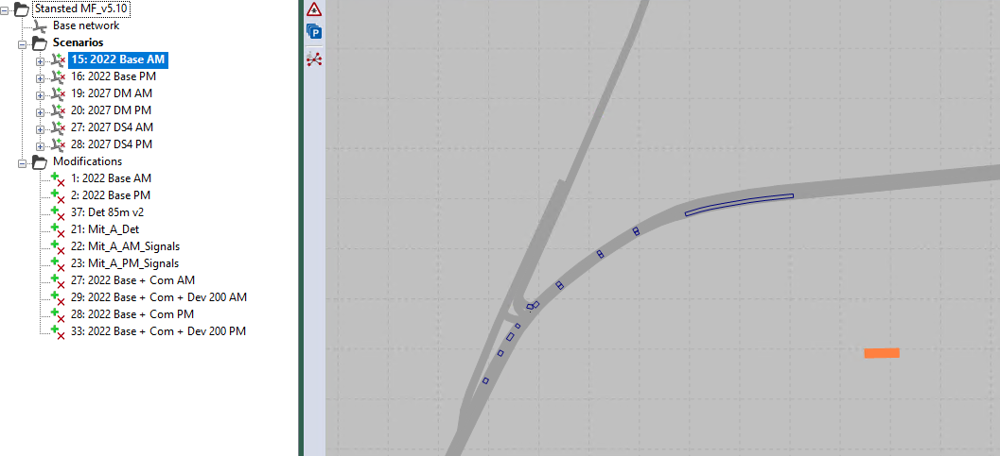 Stansted MF_v5.10
Base network
Scenarios
15: 2022 Base AM
16: 2022 Base PM
19: 2027 DM AM
20: 2027 DM PM
27: 2027 DS4 AM
28: 2027 DS4 PM
Modifications
1: 2022 Base AM
2: 2022 Base PM
37: Det 85m v2
21: Mit_A_Det
22: Mit_A_AM_Signals
23: Mit_A_PM_Signals
27: 2022 Base + Com AM
29: 2022 Base + Com + Dev 200 AM
28: 2022 Base + Com PM
33: 2022 Base + Com + Dev 200 PM
P